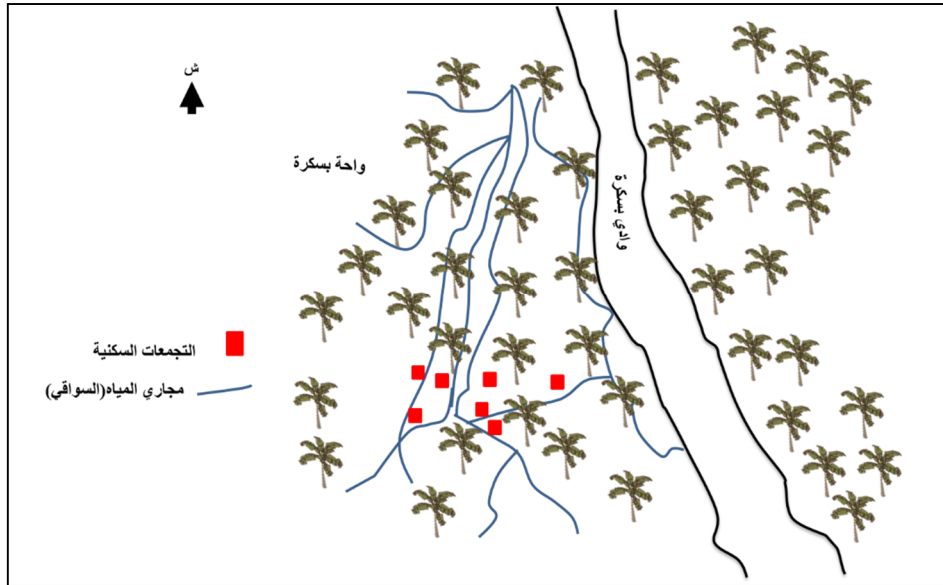 ش
واحة بسكرة
وادي بسكرة
التجمعات السكنية
مجاري المياه(السواقي)